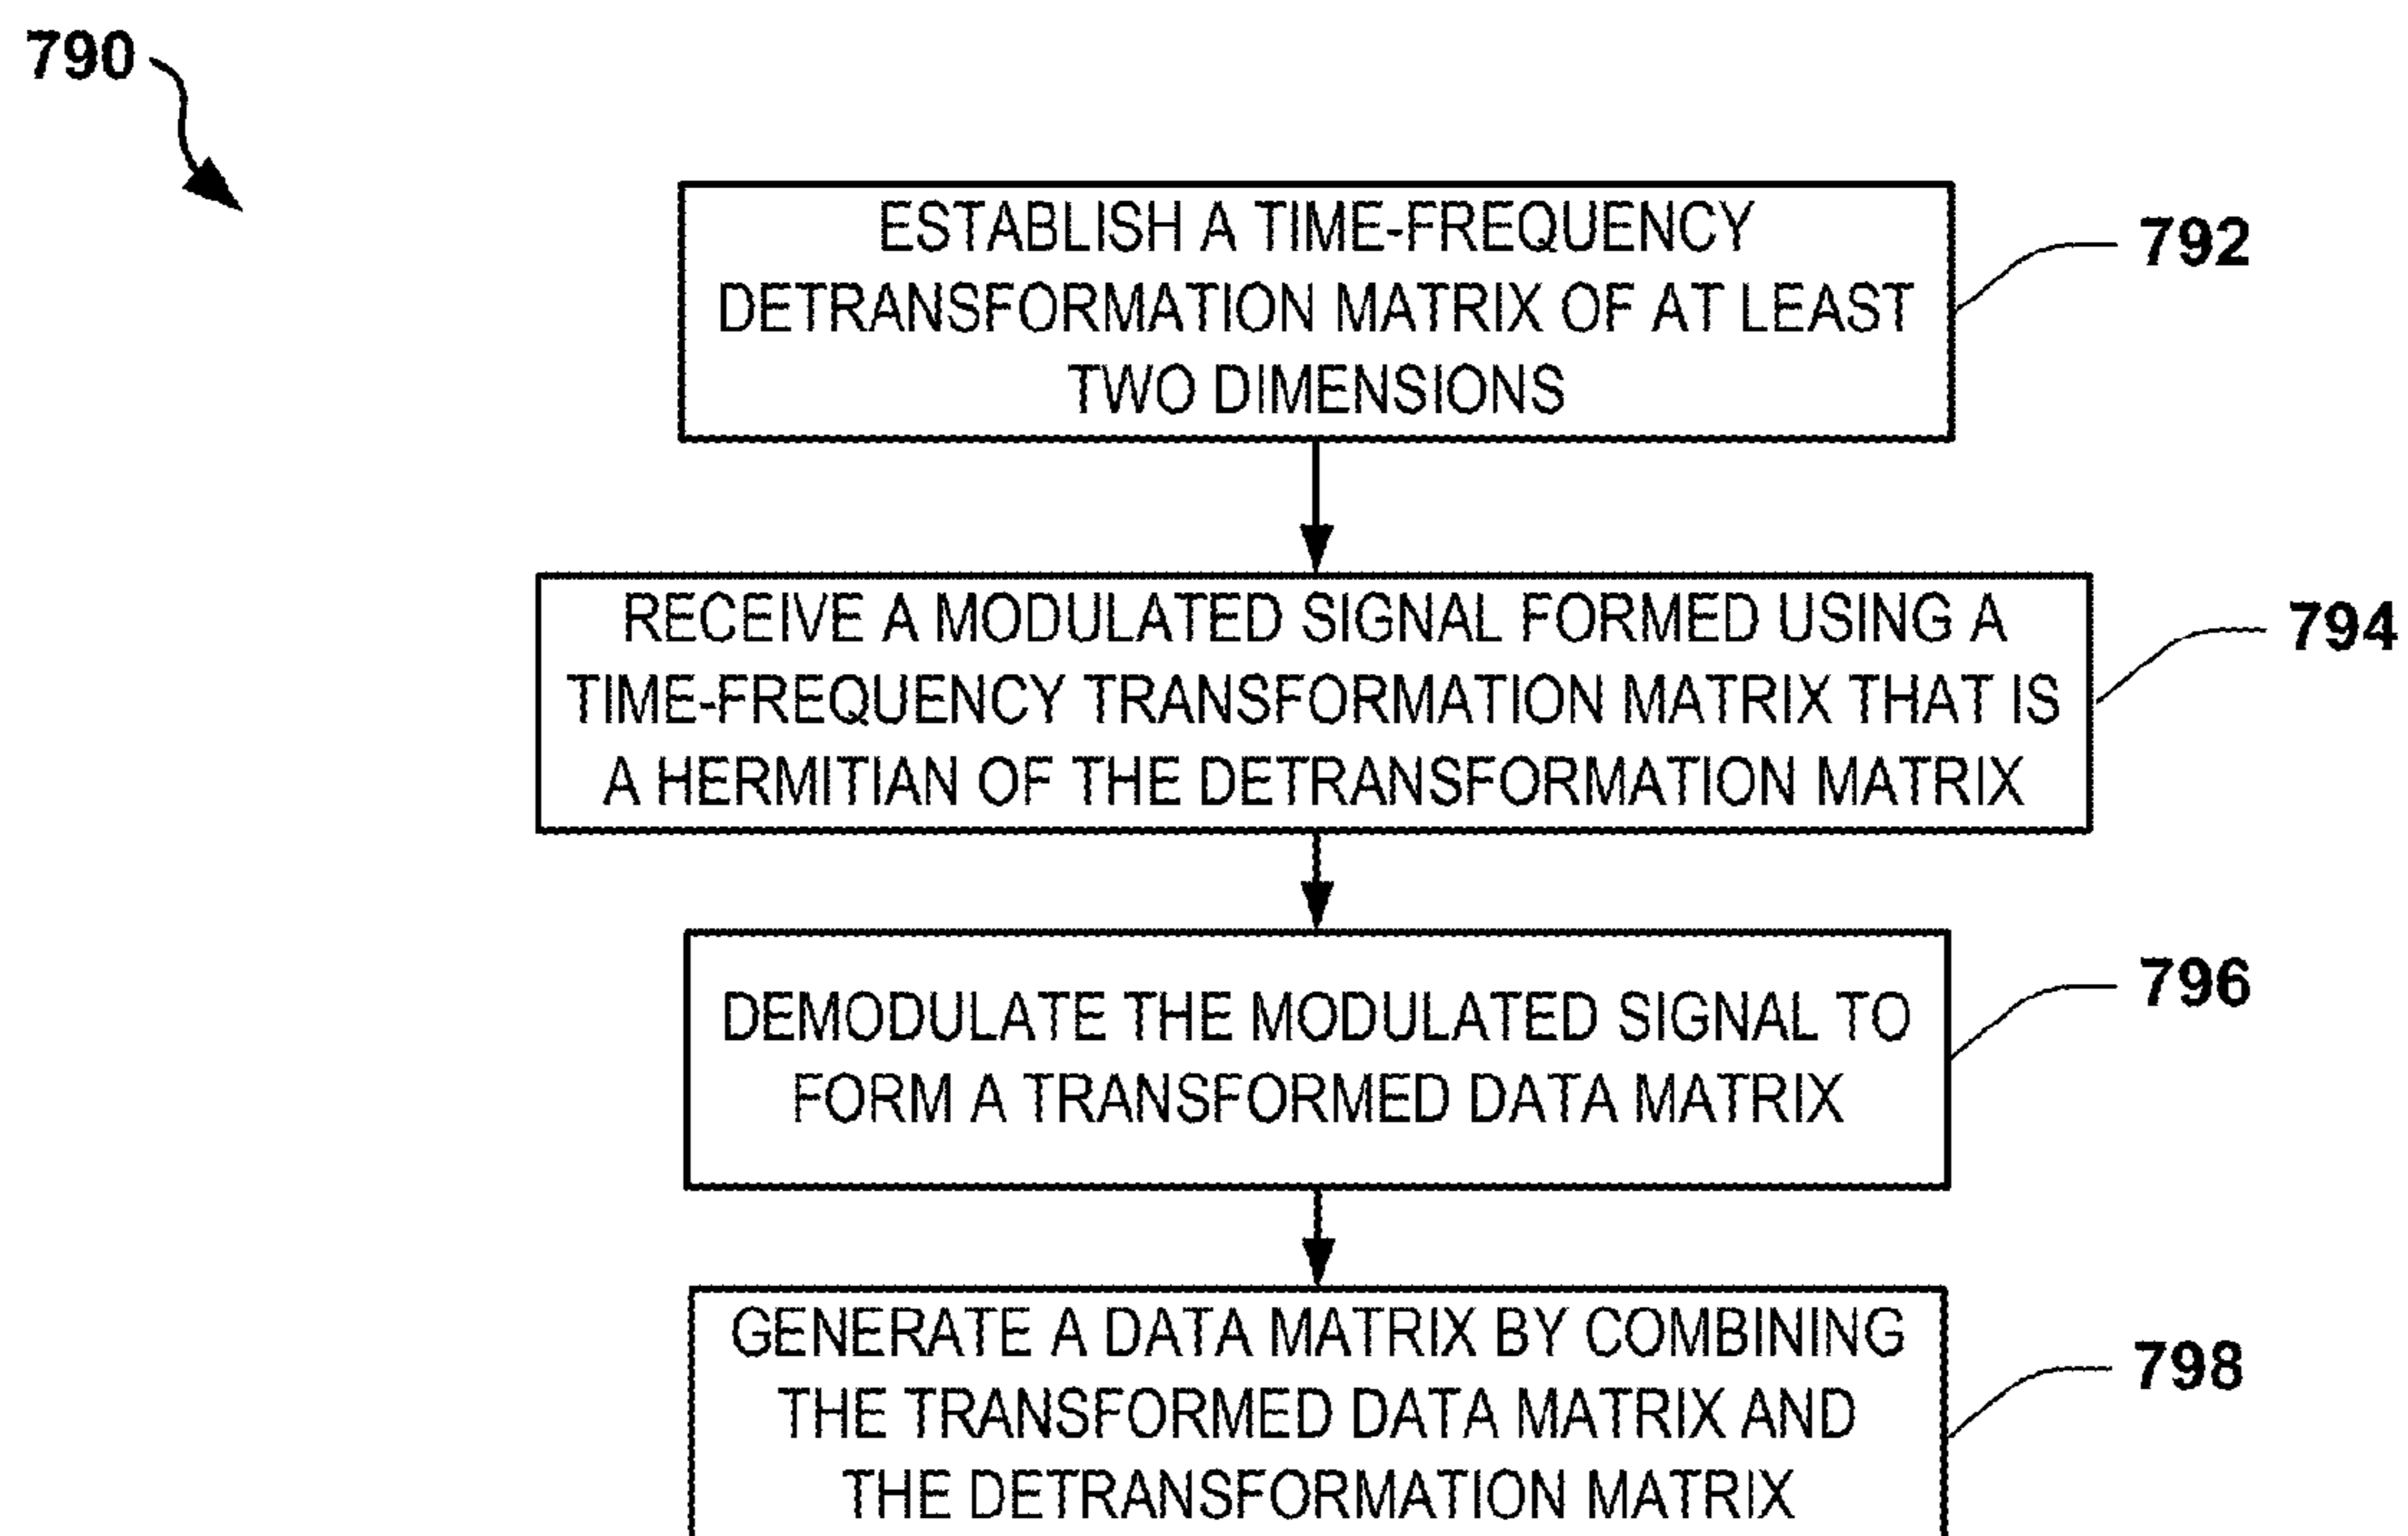 790
ESTABLISH A TIME-FREQUENCY
DETRANSFORMATION MATRIX OF AT LEAST
TWO DIMENSIONS
792
RECEIVE A MODULATED SIGNAL FORMED USING A
TIME-FREQUENCY TRANSFORMATION MATRIX THAT IS
A HERMITIAN OF THE DETRANSFORMATION MATRIX
794
DEMODULATE THE MODULATED SIGNAL TO
FORM A TRANSFORMED DATA MATRIX
796
GENERATE A DATA MATRIX BY COMBINING
THE TRANSFORMED DATA MATRIX AND
THE DETRANSFORMATION MATRIX
798